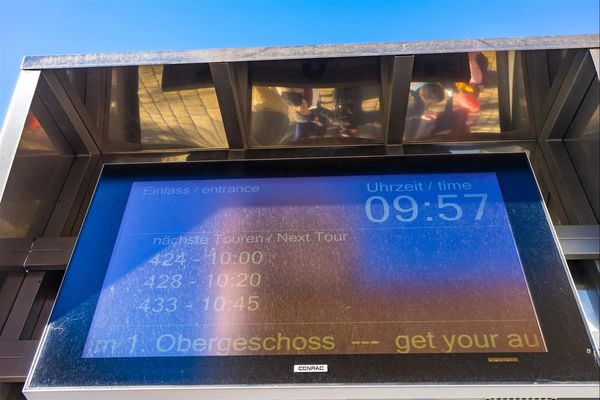 Einlass / entrance
Uhrzeit / time
09:57
nächste Touren / Next Tour
424 - 10:00
428 - 10:20
433 - 10:45
m 1. Obergeschoss --- get your au
CONRAC